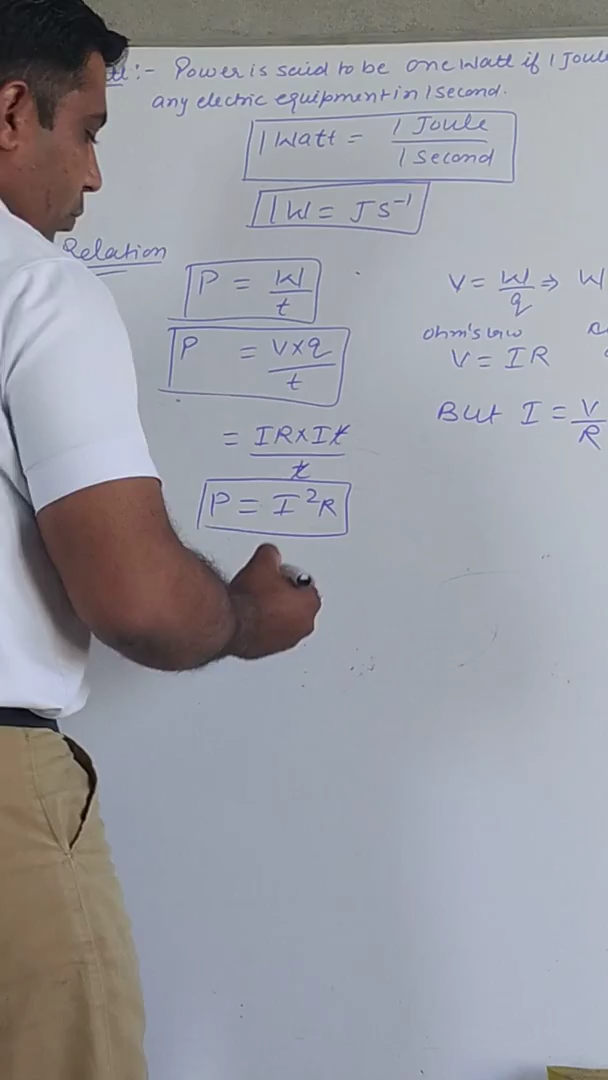 :- Power is said to be one Watt if 1 Joule
any electric equipment in 1 second.
1 Watt = 1 Joule / 1 Second
1 W = J S⁻¹
Relation
P = W/t
V = W/q ⇒ W
P = V×q/t
ohm's law
V = IR
= IR×It/t
But I = V/R
P = I²R